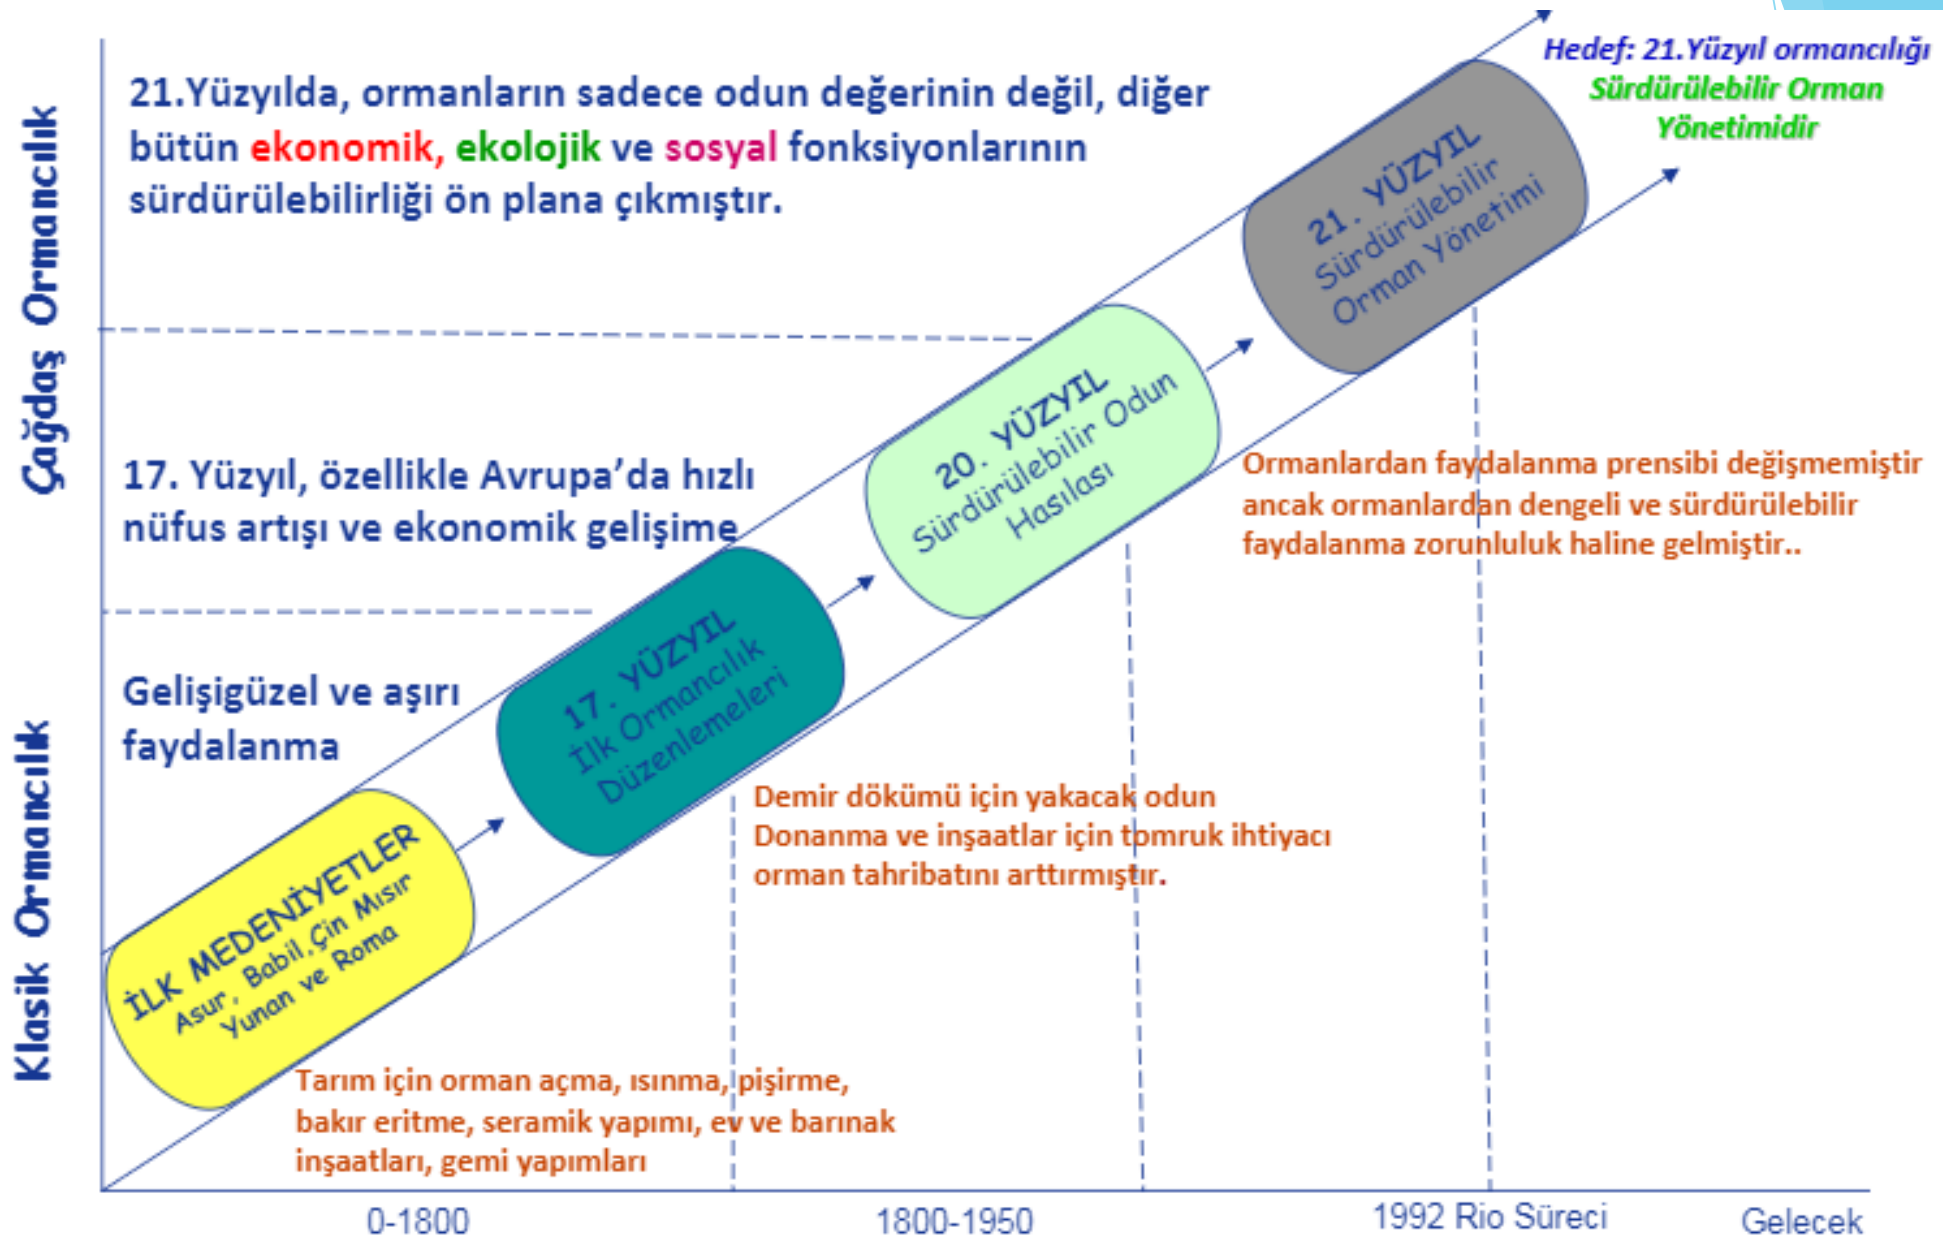 Hedef: 21.Yüzyıl ormancılığı
Sürdürülebilir Orman
Yönetimidir
Çağdaş Ormancılık
21.Yüzyılda, ormanların sadece odun değerinin değil, diğer
bütün ekonomik, ekolojik ve sosyal fonksiyonlarının
sürdürülebilirliği ön plana çıkmıştır.
21. YÜZYIL
Sürdürülebilir
Orman Yönetimi
20. YÜZYIL
Sürdürülebilir Odun
Hasılası
17. Yüzyıl, özellikle Avrupa’da hızlı
nüfus artışı ve ekonomik gelişime
Ormanlardan faydalanma prensibi değişmemiştir
ancak ormanlardan dengeli ve sürdürülebilir
faydalanma zorunluluk haline gelmiştir..
17. YÜZYIL
İlk Ormancılık
Düzenlemeleri
Klasik Ormancılık
Gelişigüzel ve aşırı
faydalanma
Demir dökümü için yakacak odun
Donanma ve inşaatlar için tomruk ihtiyacı
orman tahribatını arttırmıştır.
İLK MEDENİYETLER
Asur, Babil,Çin Mısır
Yunan ve Roma
Tarım için orman açma, ısınma, pişirme,
bakır eritme, seramik yapımı, ev ve barınak
inşaatları, gemi yapımları
0-1800
1800-1950
1992 Rio Süreci
Gelecek